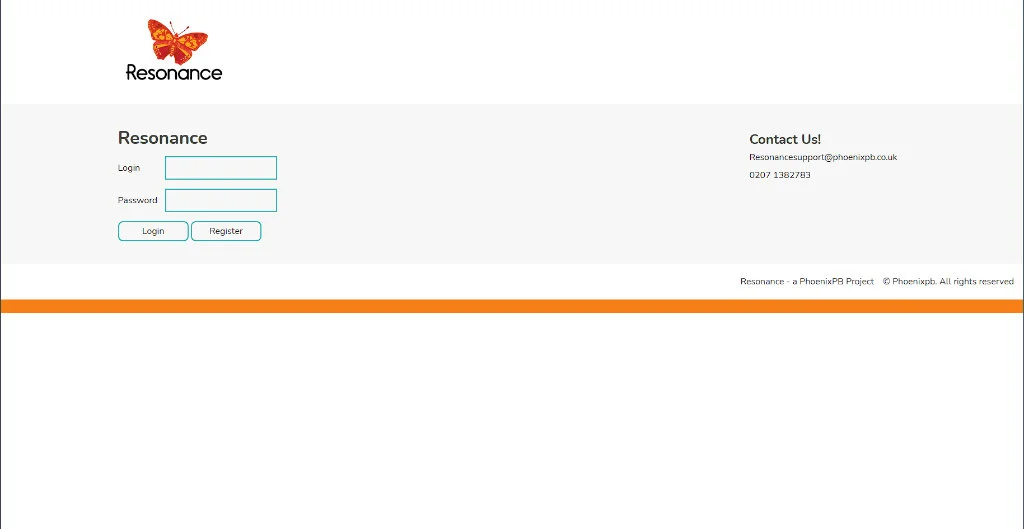 Resonance
Resonance
Login
Password
Login Register
Contact Us!
Resonancesupport@phoenixpb.co.uk
0207 1382783
Resonance - a PhoenixPB Project © Phoenixpb. All rights reserved